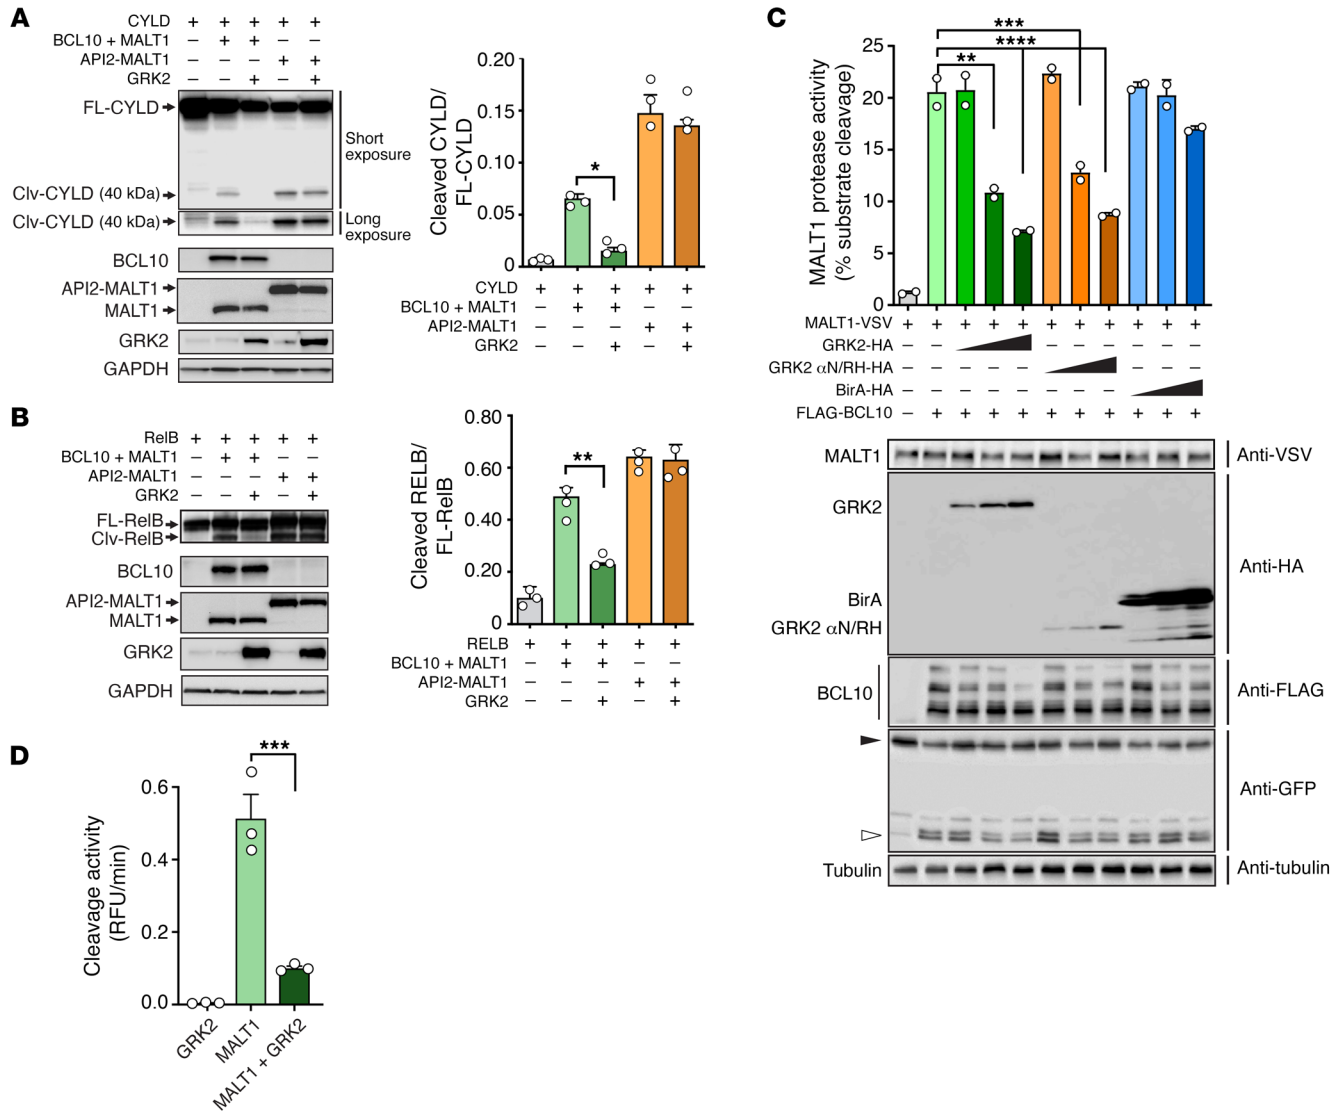 A
CYLD + + + + +
BCL10 + MALT1 – + + – –
API2-MALT1 – – – + +
GRK2 – – + – +
FL-CYLD
Short
exposure
Clv-CYLD (40 kDa)
Clv-CYLD (40 kDa)
Long
exposure
BCL10
API2-MALT1
MALT1
GRK2
GAPDH
Cleaved CYLD/
FL-CYLD
0.20
0.15
0.10
0.05
0
*
CYLD + + + + +
BCL10 + MALT1 – + + – –
API2-MALT1 – – – + +
GRK2 – – + – +
B
RelB + + + + +
BCL10 + MALT1 – + + – –
API2-MALT1 – – – + +
GRK2 – – + – +
FL-RelB
Clv-RelB
BCL10
API2-MALT1
MALT1
GRK2
GAPDH
Cleaved RELB/
FL-RelB
0.80
0.60
0.40
0.20
0
**
RELB + + + + +
BCL10 + MALT1 – + + – –
API2-MALT1 – – – + +
GRK2 – – + – +
C
MALT1 protease activity
(% substrate cleavage)
25
20
15
10
5
0
***
****
**
MALT1-VSV + + + + + + + + + + +
GRK2-HA – – – – – – – –
GRK2 αN/RH-HA – – – – – – – –
BirA-HA – – – – – – – –
FLAG-BCL10 – + + + + + + + + + +
MALT1
Anti-VSV
GRK2
Anti-HA
BirA
GRK2 αN/RH
BCL10
Anti-FLAG
Anti-GFP
Tubulin
Anti-tubulin
D
Cleavage activity
(RFU/min)
0.6
0.4
0.2
0.0
***
GRK2
MALT1
MALT1 + GRK2